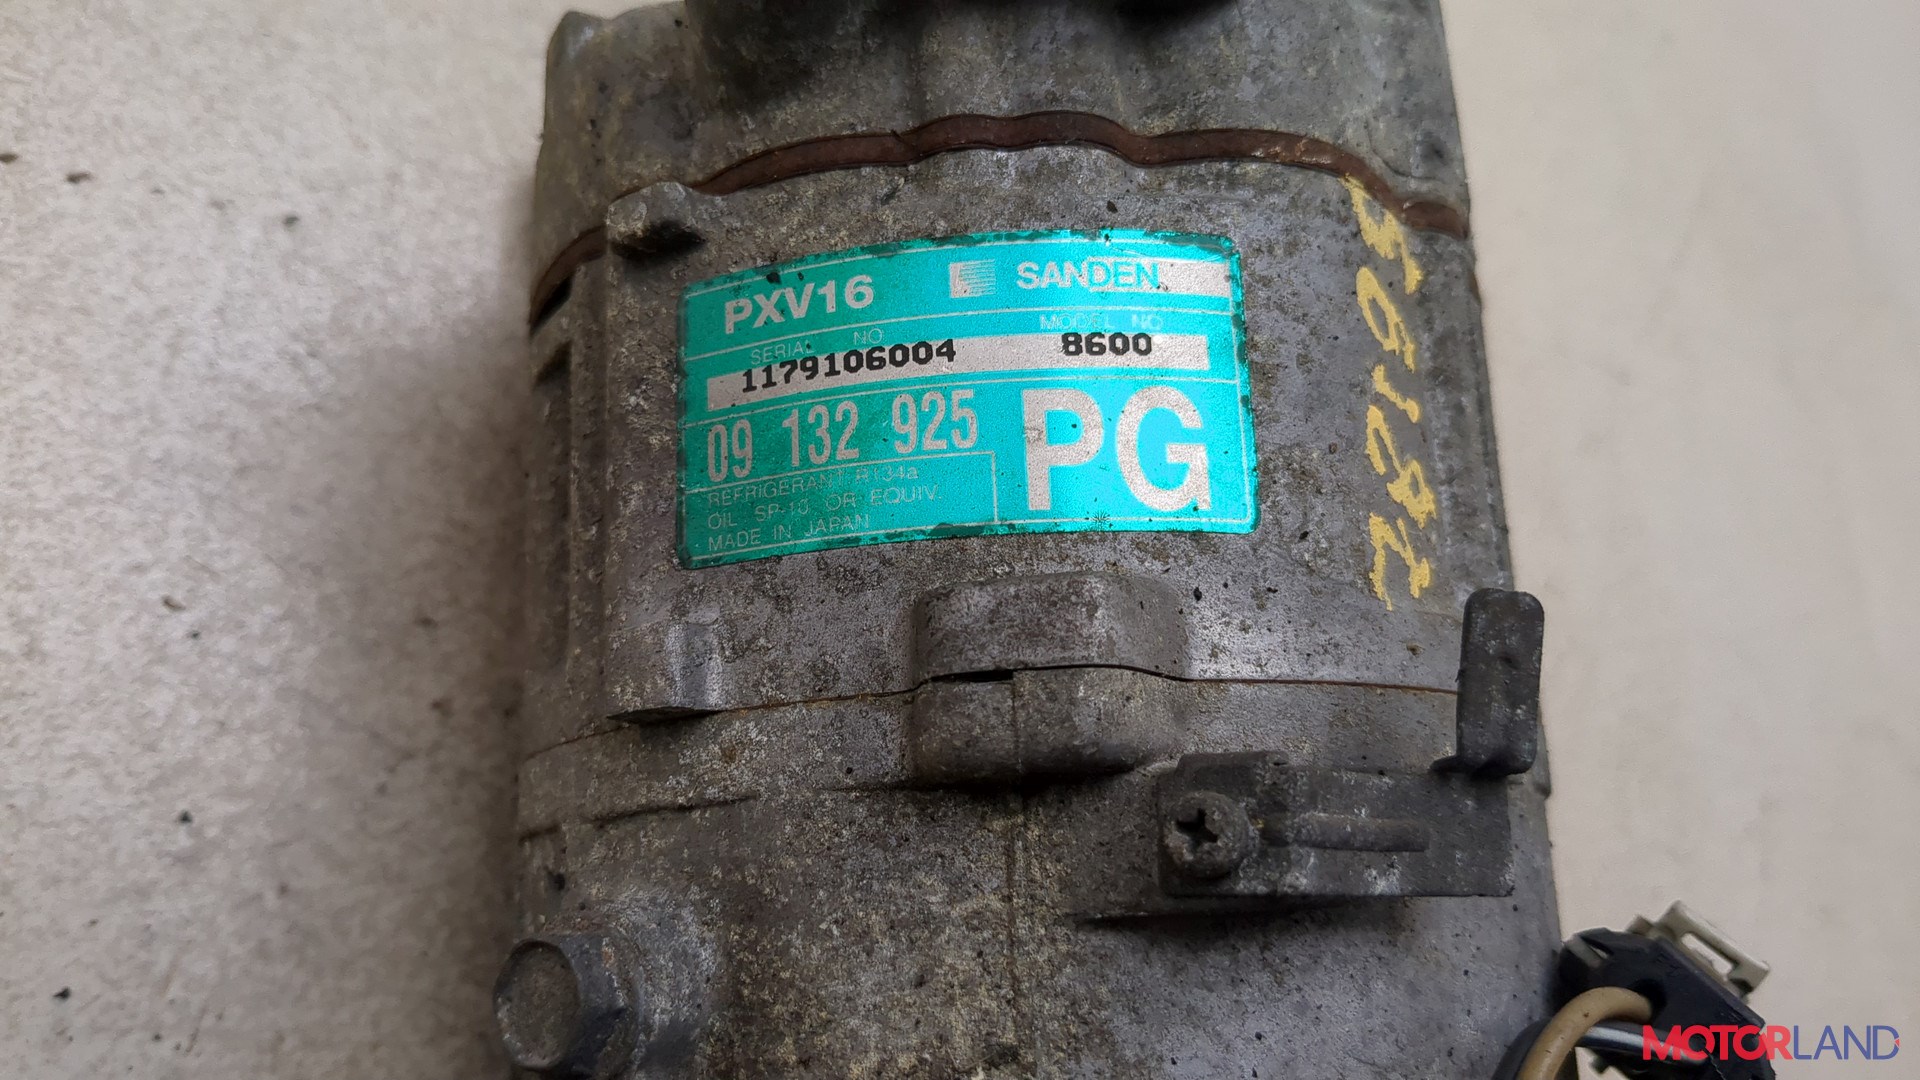 PXV16 SANDEN
SERIAL NO MODEL NO
1179106004 8600
09 132 925 PG
REFRIGERANT R134a
OIL SP-10 OR EQUIV.
MADE IN JAPAN
MOTORLAND